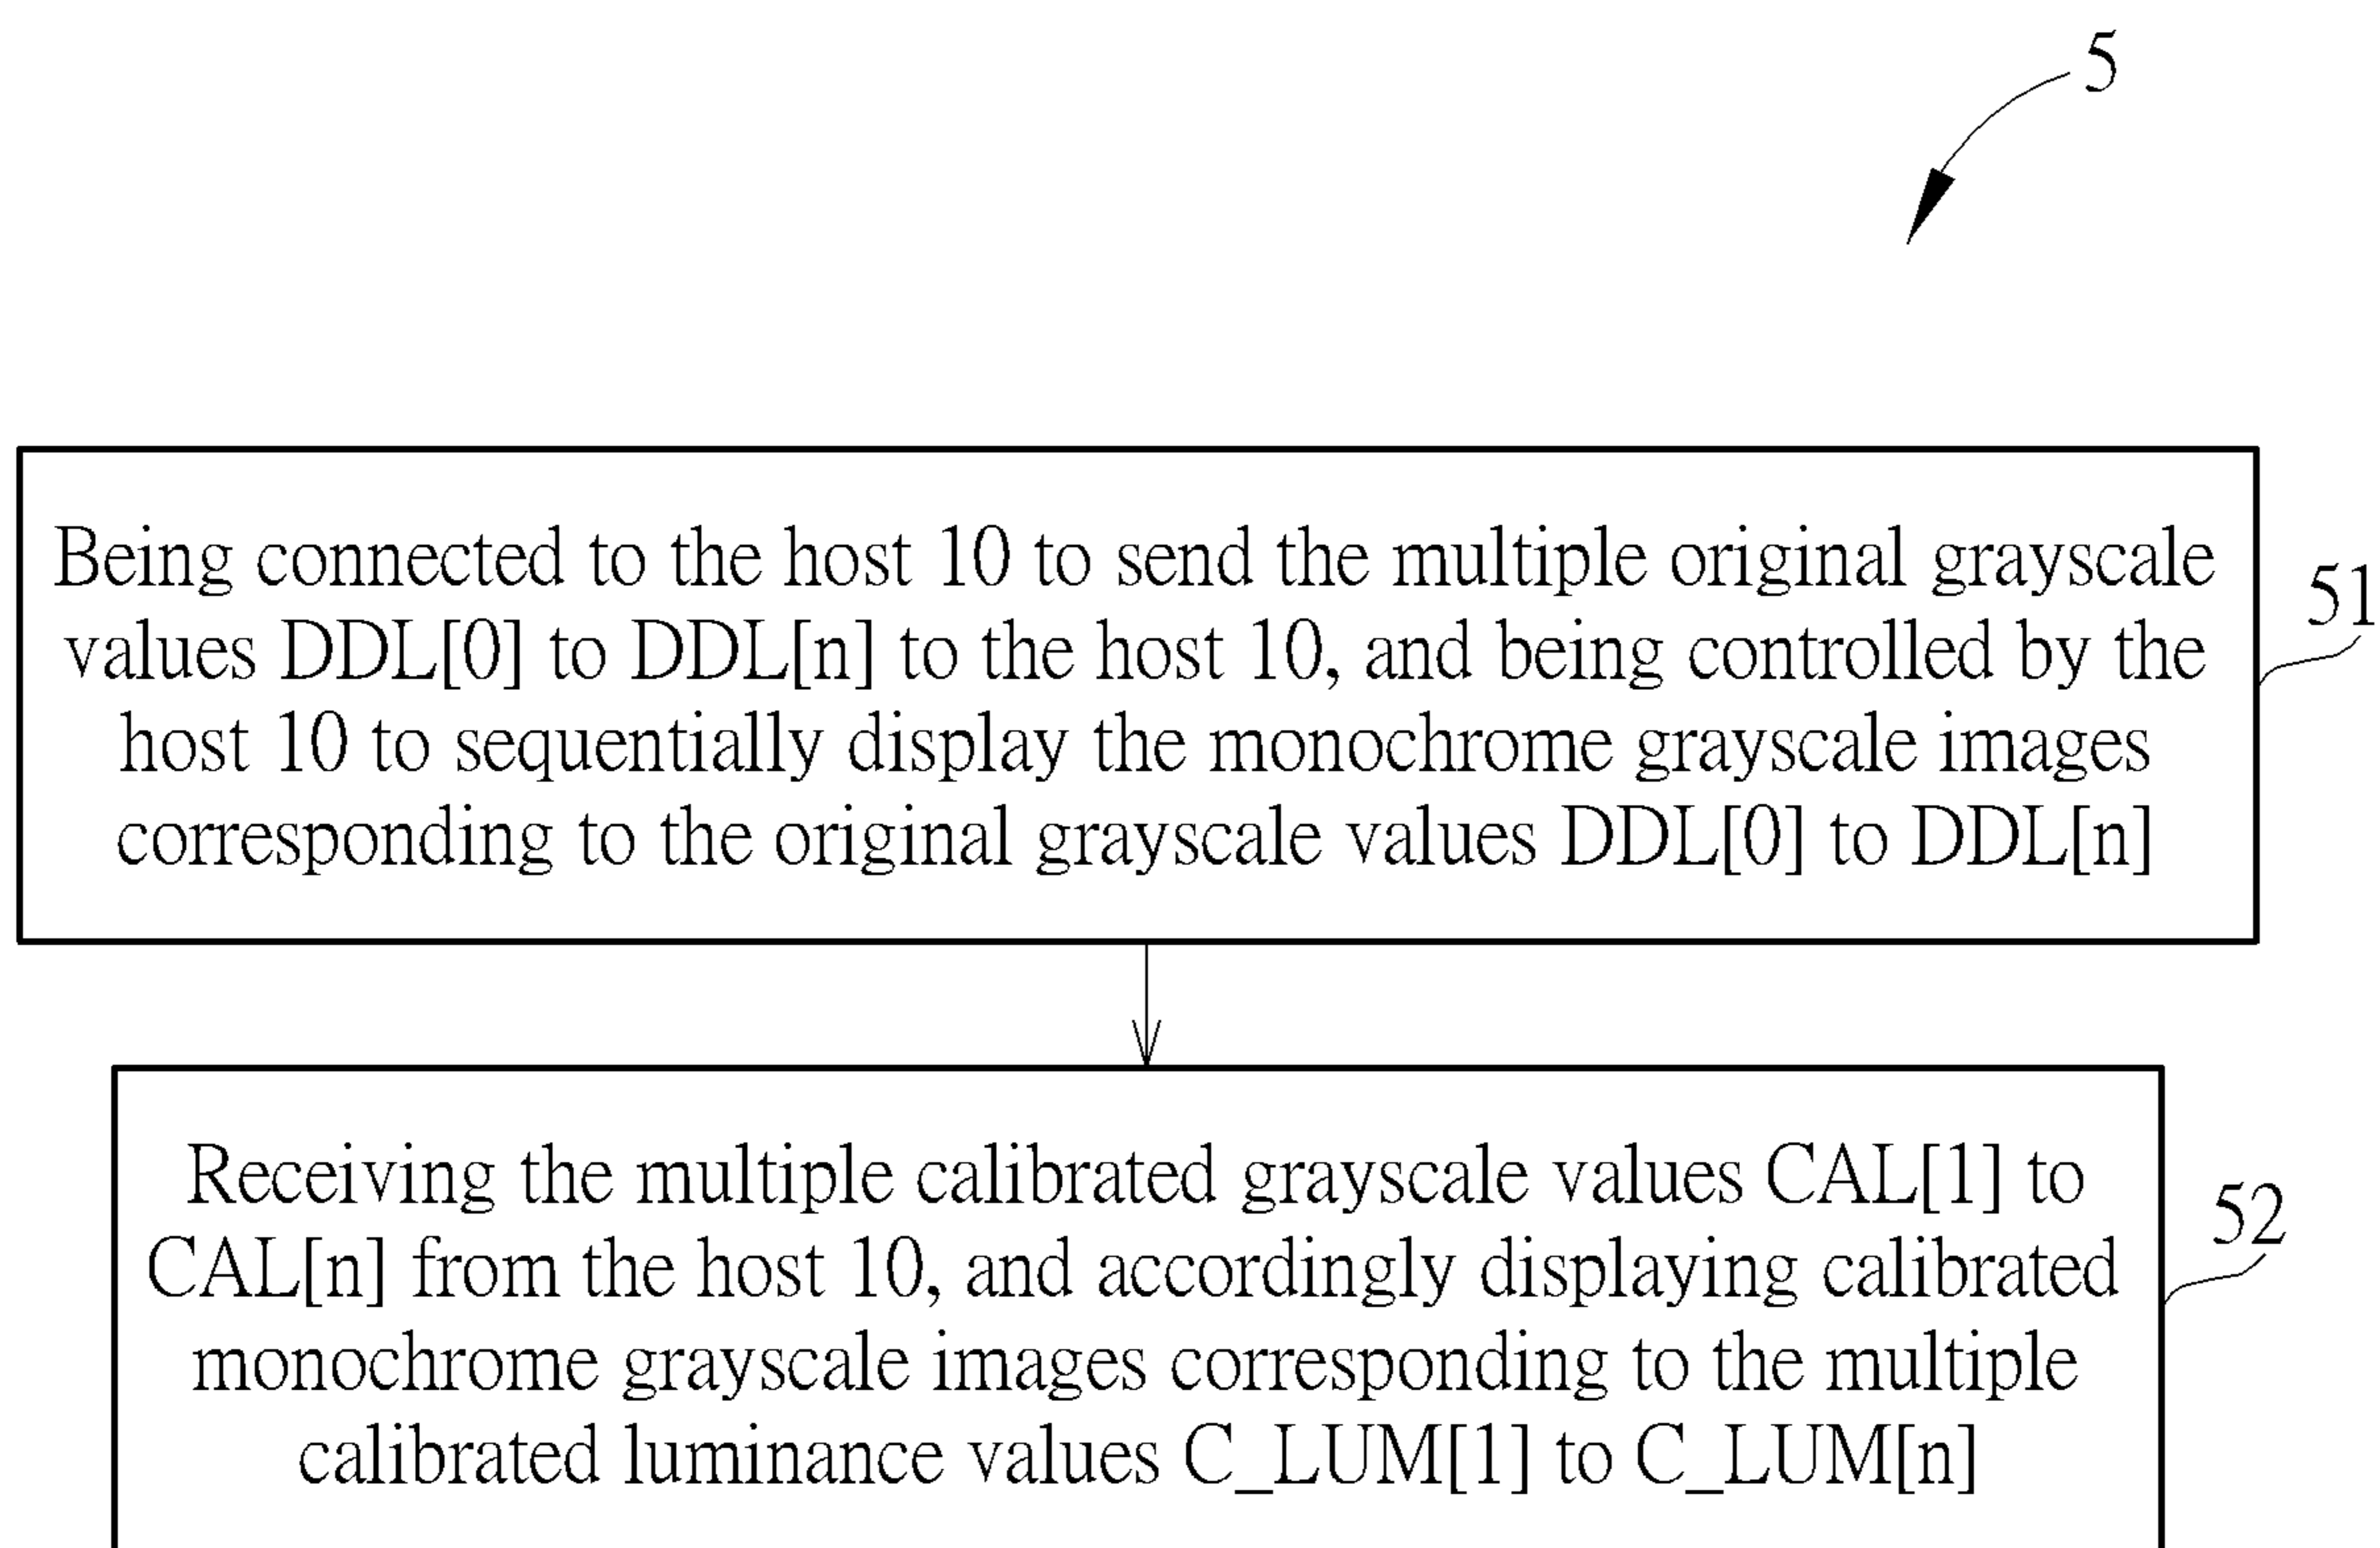 5
Being connected to the host 10 to send the multiple original grayscale
values DDL[0] to DDL[n] to the host 10, and being controlled by the
host 10 to sequentially display the monochrome grayscale images
corresponding to the original grayscale values DDL[0] to DDL[n]
51
Receiving the multiple calibrated grayscale values CAL[1] to
CAL[n] from the host 10, and accordingly displaying calibrated
monochrome grayscale images corresponding to the multiple
calibrated luminance values C_LUM[1] to C_LUM[n]
52